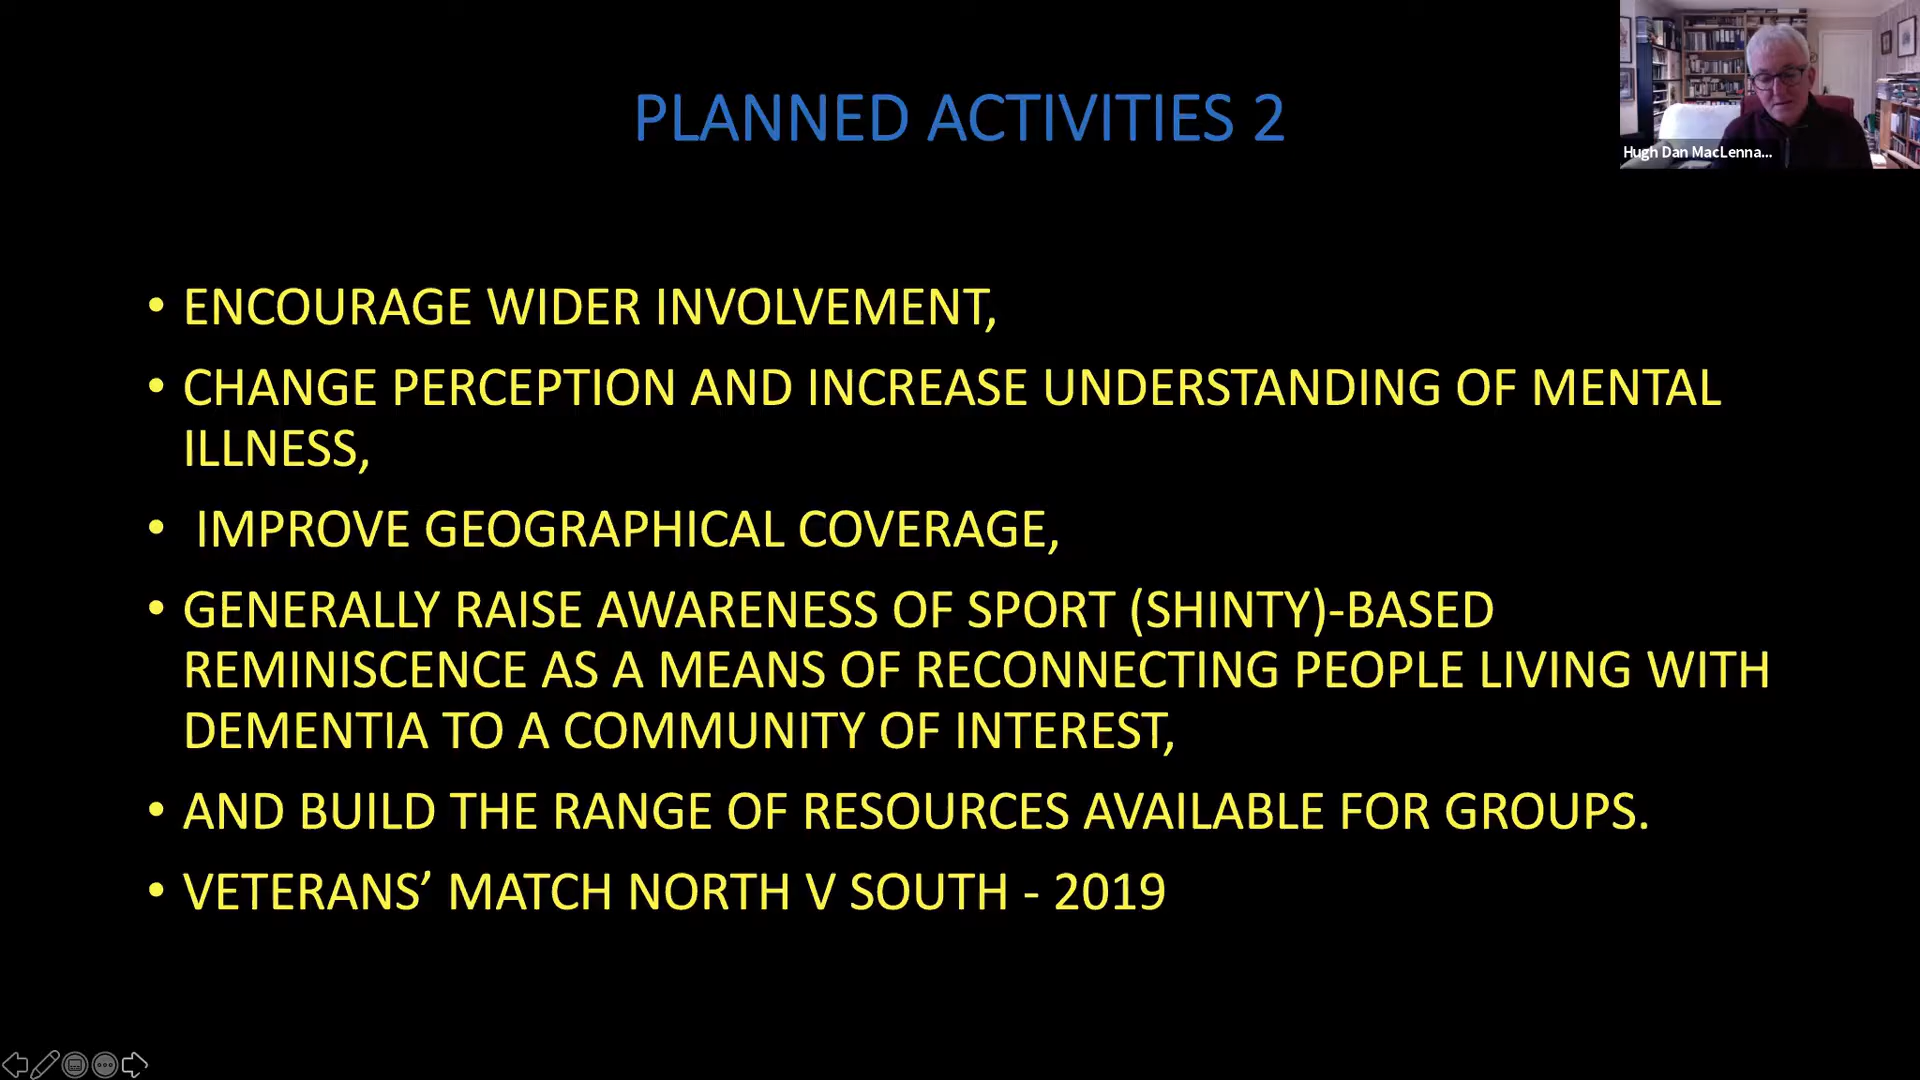 PLANNED ACTIVITIES 2
Hugh Dan MacLenna...
• ENCOURAGE WIDER INVOLVEMENT,
• CHANGE PERCEPTION AND INCREASE UNDERSTANDING OF MENTAL
ILLNESS,
• IMPROVE GEOGRAPHICAL COVERAGE,
• GENERALLY RAISE AWARENESS OF SPORT (SHINTY)-BASED
REMINISCENCE AS A MEANS OF RECONNECTING PEOPLE LIVING WITH
DEMENTIA TO A COMMUNITY OF INTEREST,
• AND BUILD THE RANGE OF RESOURCES AVAILABLE FOR GROUPS.
• VETERANS’ MATCH NORTH V SOUTH - 2019